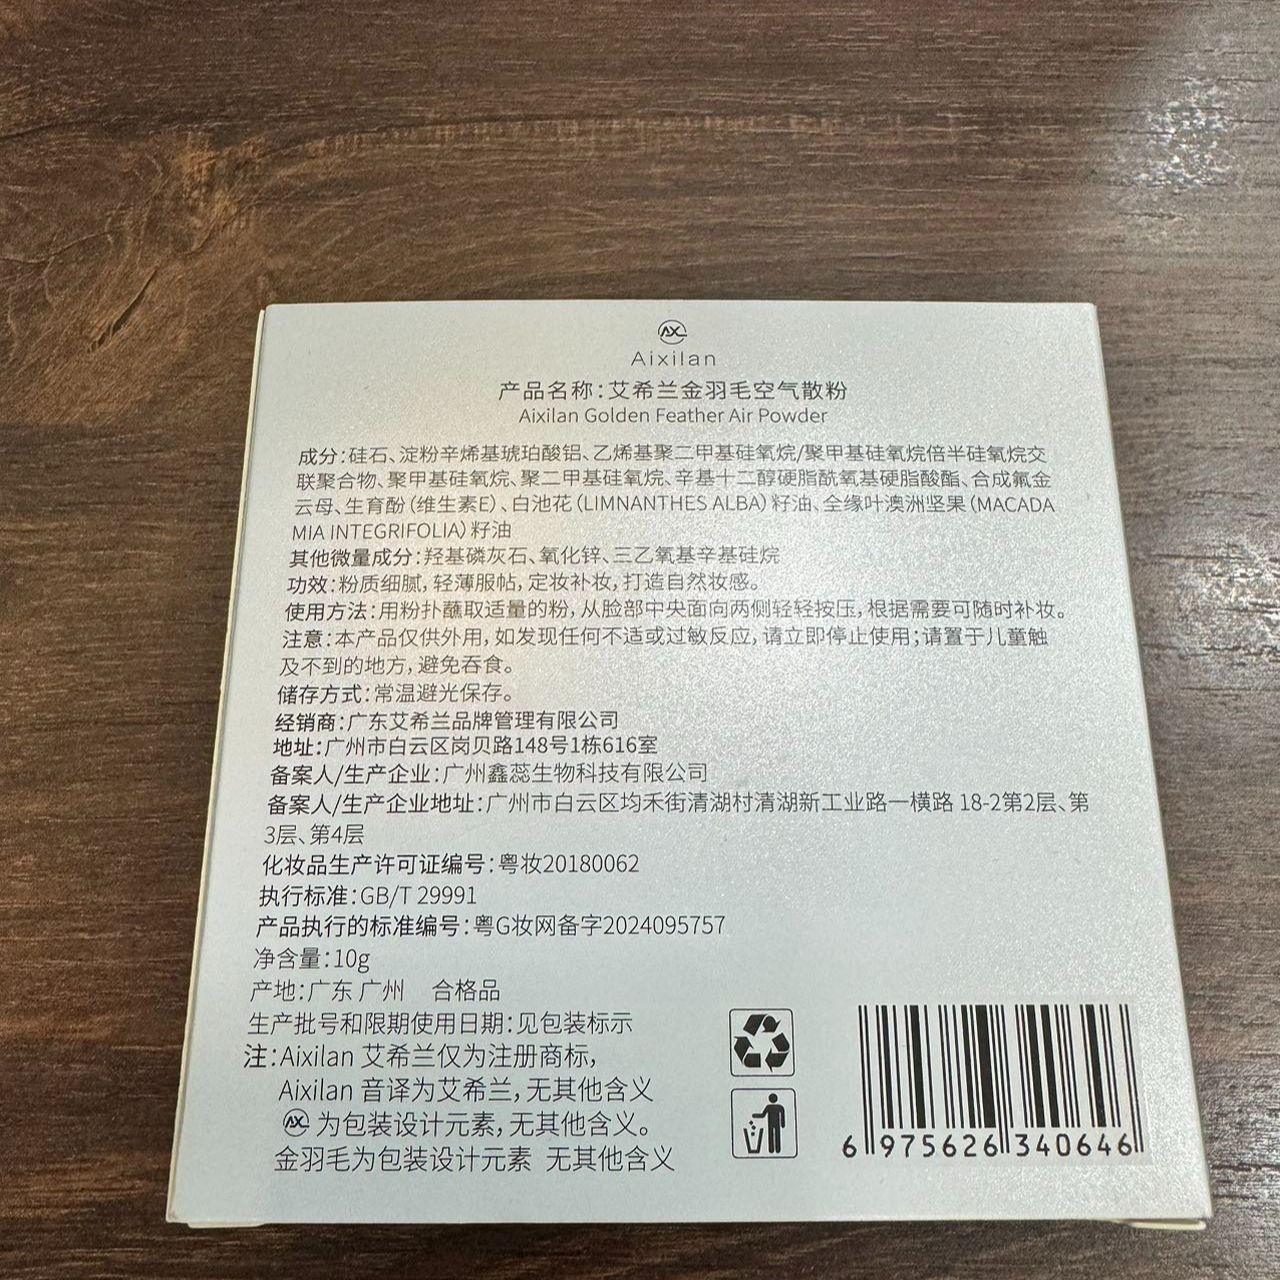 AX
Aixilan
产品名称:艾希兰金羽毛空气散粉
Aixilan Golden Feather Air Powder
成分:硅石、淀粉辛烯基琥珀酸铝、乙烯基聚二甲基硅氧烷/聚甲基硅氧烷倍半硅氧烷交
联聚合物、聚甲基硅氧烷、聚二甲基硅氧烷、辛基十二醇硬脂酰氧基硬脂酸酯、合成氟金
云母、生育酚(维生素E)、白池花(LIMNANTHES ALBA)籽油、全缘叶澳洲坚果(MACADA
MIA INTEGRIFOLIA)籽油
其他微量成分:羟基磷灰石、氧化锌、三乙氧基辛基硅烷
功效:粉质细腻,轻薄服帖,定妆补妆,打造自然妆感。
使用方法:用粉扑蘸取适量的粉,从脸部中央面向两侧轻轻按压,根据需要可随时补妆。
注意:本产品仅供外用,如发现任何不适或过敏反应,请立即停止使用;请置于儿童触
及不到的地方,避免吞食。
储存方式:常温避光保存。
经销商:广东艾希兰品牌管理有限公司
地址:广州市白云区岗贝路148号1栋616室
备案人/生产企业:广州鑫蕊生物科技有限公司
备案人/生产企业地址:广州市白云区均禾街清湖村清湖新工业路一横路 18-2第2层、第
3层、第4层
化妆品生产许可证编号:粤妆20180062
执行标准:GB/T 29991
产品执行的标准编号:粤G妆网备字2024095757
净含量:10g
产地:广东 广州 合格品
生产批号和限期使用日期:见包装标示
注:Aixilan 艾希兰仅为注册商标,
Aixilan 音译为艾希兰,无其他含义
AX 为包装设计元素,无其他含义。
金羽毛为包装设计元素 无其他含义
6 975626 340646